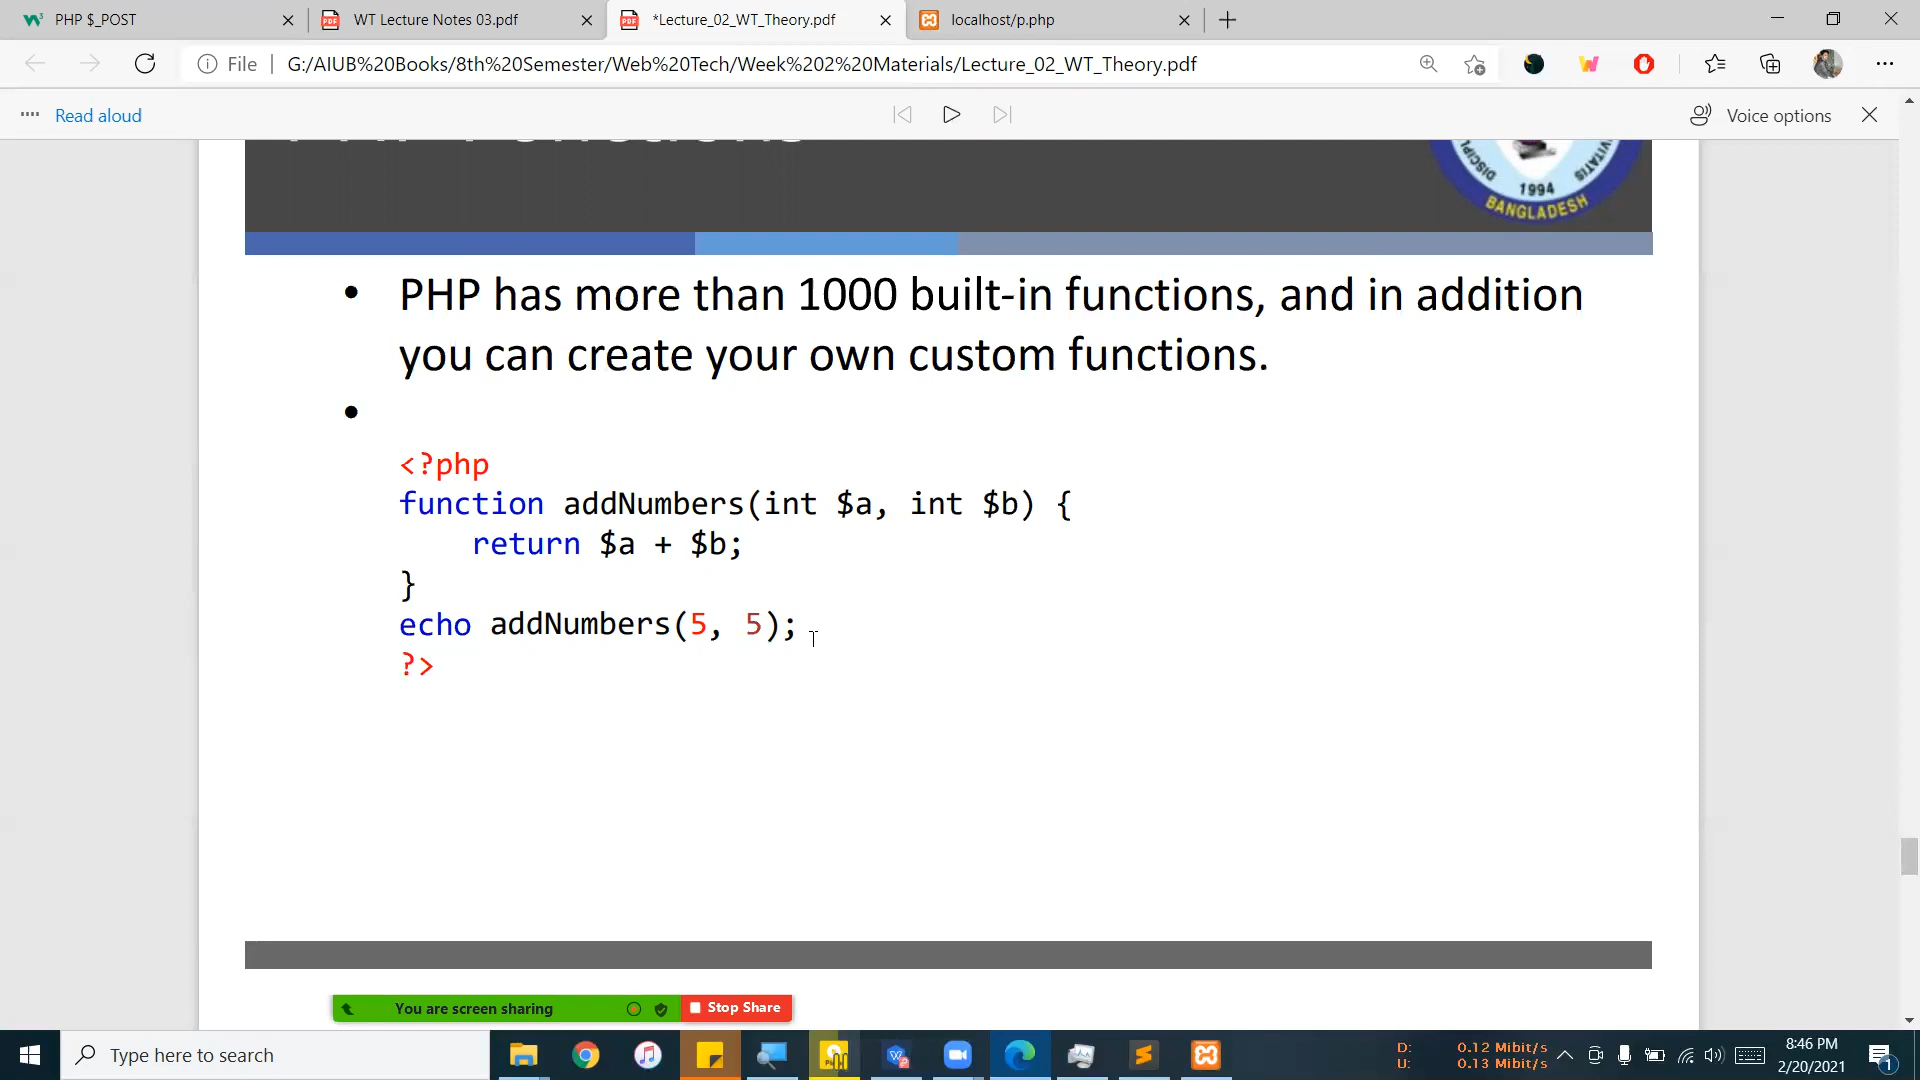 PHP $_POST
WT Lecture Notes 03.pdf
*Lecture_02_WT_Theory.pdf
localhost/p.php
File
G:/AIUB%20Books/8th%20Semester/Web%20Tech/Week%202%20Materials/Lecture_02_WT_Theory.pdf
Read aloud
Voice options
PHP Functions
1994
BANGLADESH
• PHP has more than 1000 built-in functions, and in addition
you can create your own custom functions.
•
<?php
function addNumbers(int $a, int $b) {
return $a + $b;
}
echo addNumbers(5, 5);
?>
You are screen sharing
Stop Share
Type here to search
D: 0.12 Mibit/s
U: 0.13 Mibit/s
8:46 PM
2/20/2021
1